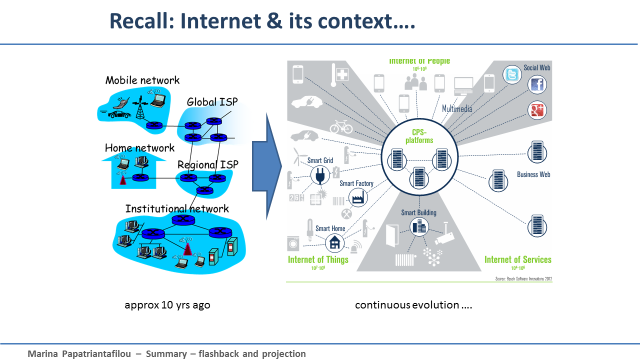 Recall: Internet & its context....
Mobile network
Global ISP
Home network
Regional ISP
Institutional network
approx 10 yrs ago
Internet of People
Social Web
Multimedia
CPS-
platforms
Smart Grid
Smart Factory
Business Web
Smart Building
Smart Home
Internet of Things
Internet of Services
continuous evolution ....
Marina Papatriantafilou – Summary – flashback and projection